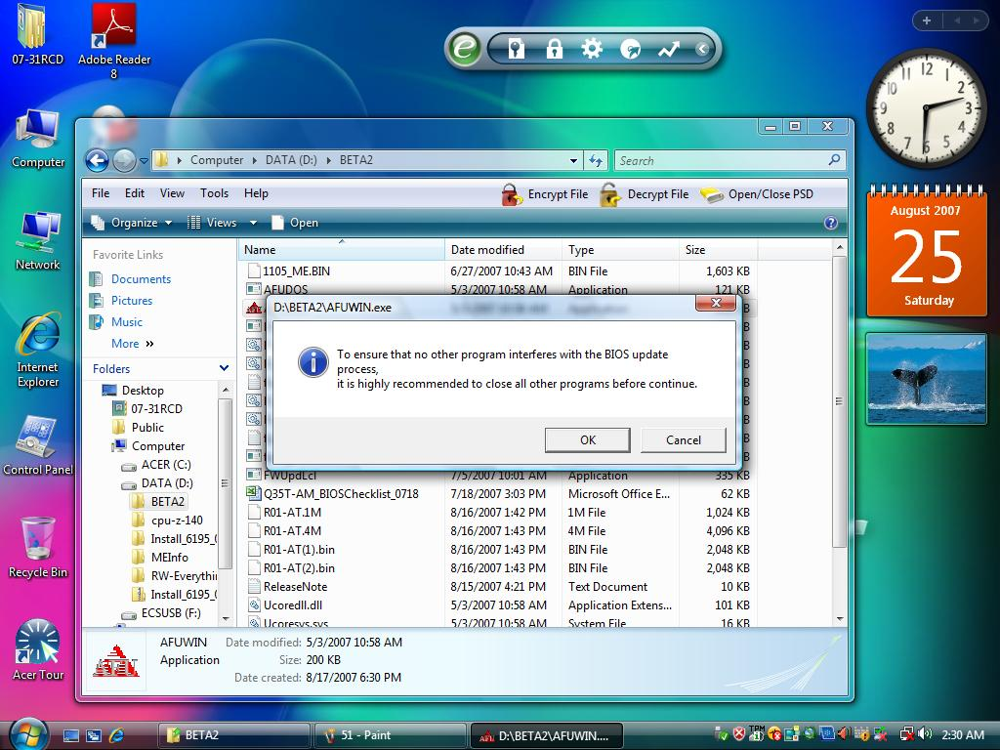 07-31RCD
Adobe Reader
8
Computer
Network
Internet
Explorer
Control Panel
Recycle Bin
Acer Tour
Computer
DATA (D:)
BETA2
Search
File Edit View Tools Help
Encrypt File
Decrypt File
Open/Close PSD
Organize
Views
Open
Favorite Links
Documents
Pictures
Music
More »
Folders
Desktop
07-31RCD
Public
Computer
ACER (C:)
DATA (D:)
BETA2
cpu-z-140
Install_6195_
MEInfo
RW-Everythi
Install_6195_
ECSUSB (F:)
Name Date modified Type Size
1105_ME.BIN 6/27/2007 10:43 AM BIN File 1,603 KB
AFUDOS 5/3/2007 10:58 AM Application 121 KB
D:\BETA2\AFUWIN.exe
To ensure that no other program interferes with the BIOS update
process,
it is highly recommended to close all other programs before continue.
OK
Cancel
FWUpdLcl 7/5/2007 10:01 AM Application 335 KB
Q35T-AM_BIOSChecklist_0718 7/18/2007 3:03 PM Microsoft Office E... 62 KB
R01-AT.1M 8/16/2007 1:42 PM 1M File 1,024 KB
R01-AT.4M 8/16/2007 1:43 PM 4M File 4,096 KB
R01-AT(1).bin 8/16/2007 1:43 PM BIN File 2,048 KB
R01-AT(2).bin 8/16/2007 1:43 PM BIN File 2,048 KB
ReleaseNote 8/15/2007 4:21 PM Text Document 10 KB
Ucoredll.dll 5/3/2007 10:58 AM Application Extens... 101 KB
Ucoresys.sys 5/3/2007 10:58 AM System File 16 KB
AFUWIN
Application
Date modified: 5/3/2007 10:58 AM
Size: 200 KB
Date created: 8/17/2007 6:30 PM
12
1
2
3
4
5
6
7
8
9
10
11
August 2007
25
Saturday
BETA2
51 - Paint
D:\BETA2\AFUWIN....
2:30 AM